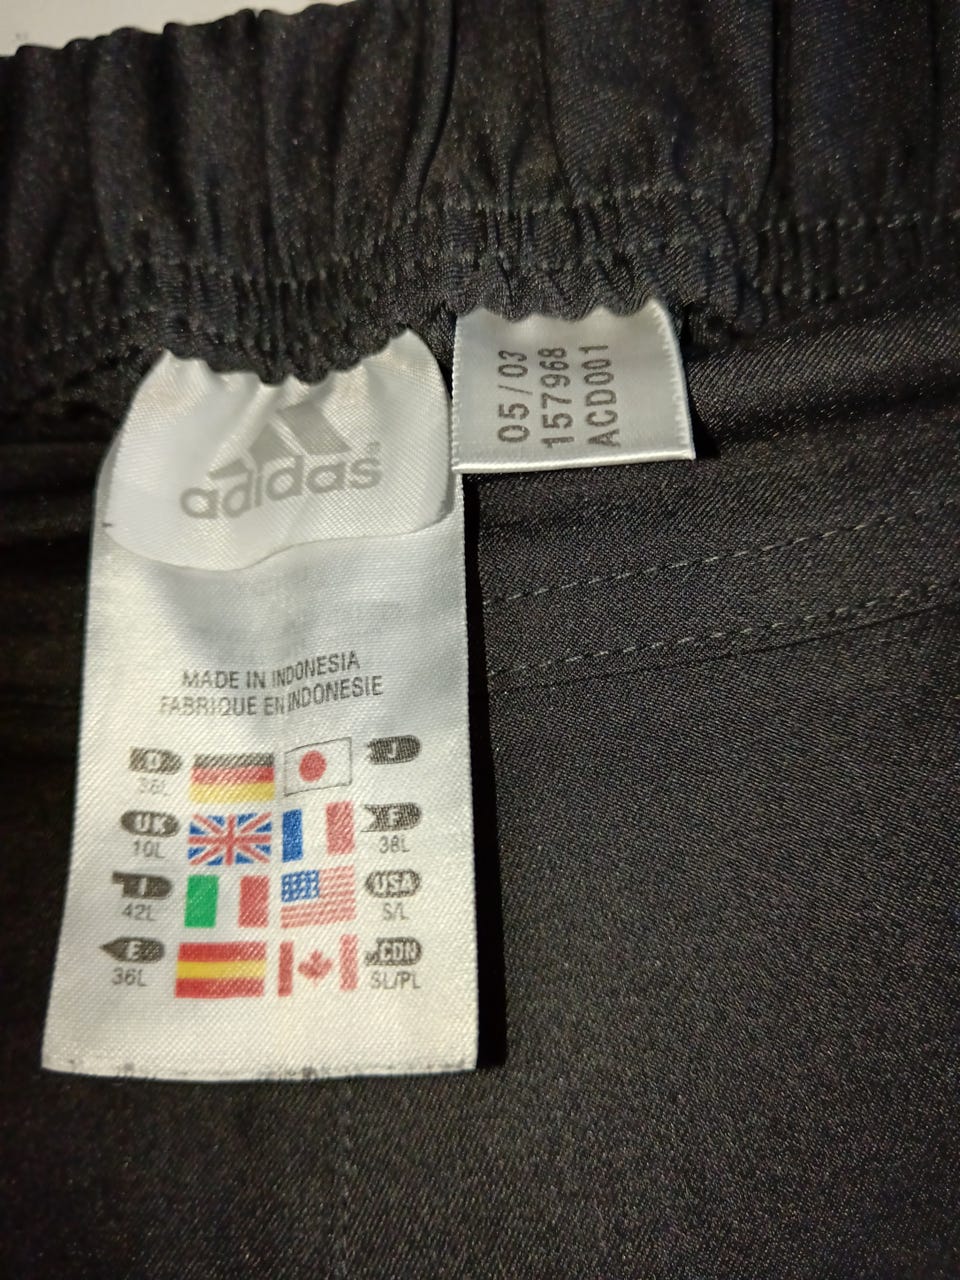 05/03
157968
ACD001
adidas
MADE IN INDONESIA
FABRIQUE EN INDONESIE
D
J
36L
UK
F
10L
38L
I
USA
42L
S/L
E
CDN
36L
SL/PL